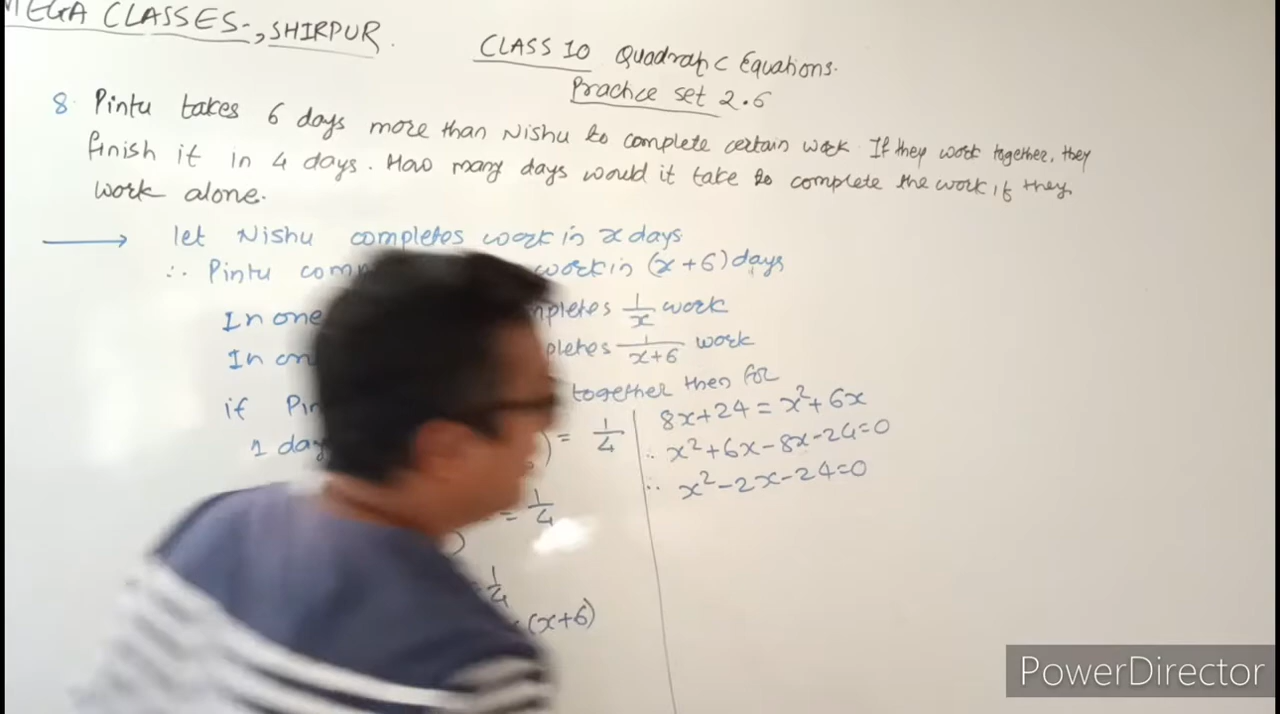 MEGA CLASSES-, SHIRPUR.
CLASS 10 Quadratic Equations.
Practice set 2.6
8 Pintu takes 6 days more than Nishu to complete certain work If they work together, they
finish it in 4 days. How many days would it take to complete the work if they
work alone.
let Nishu completes work in x days
∴ Pintu com work in (x+6) days
In one mpletes 1/x work
In on pletes 1/(x+6) work
if Pin together then for
1 day ) = 1/4
= 1/4
)
1/4
(x+6)
8x+24 = x²+6x
∴ x²+6x-8x-24=0
∴ x²-2x-24=0
PowerDirector